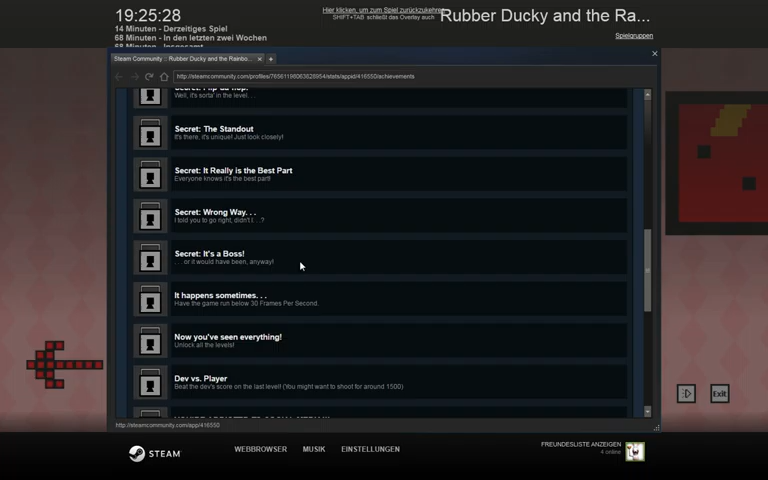 19:25:28
14 Minuten - Derzeitiges Spiel
68 Minuten - In den letzten zwei Wochen
68 Minuten - Insgesamt
Hier klicken, um zum Spiel zurückzukehren
SHIFT+TAB schließt das Overlay auch
Rubber Ducky and the Ra...
Spielgruppen
Steam Community :: Rubber Ducky and the Rainbo...
Well, it's sorta' in the level. . .
Secret: The Standout
It's there, it's unique! Just look closely!
Secret: It Really is the Best Part
Everyone knows it's the best part!
Secret: Wrong Way. . .
I told you to go right, didn't I. . .?
Secret: It's a Boss!
. . . or it would have been, anyway!
It happens sometimes. . .
Have the game run below 30 Frames Per Second.
Now you've seen everything!
Unlock all the levels!
Dev vs. Player
Beat the dev's score on the last level! (You might want to shoot for around 1500)
http://steamcommunity.com/app/416550
Exit
STEAM
WEBBROWSER
MUSIK
EINSTELLUNGEN
FREUNDESLISTE ANZEIGEN
4 online